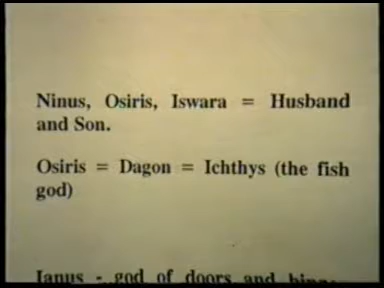 Ninus, Osiris, Iswara = Husband
and Son.
Osiris = Dagon = Ichthys (the fish
god)
Janus - god of doors and